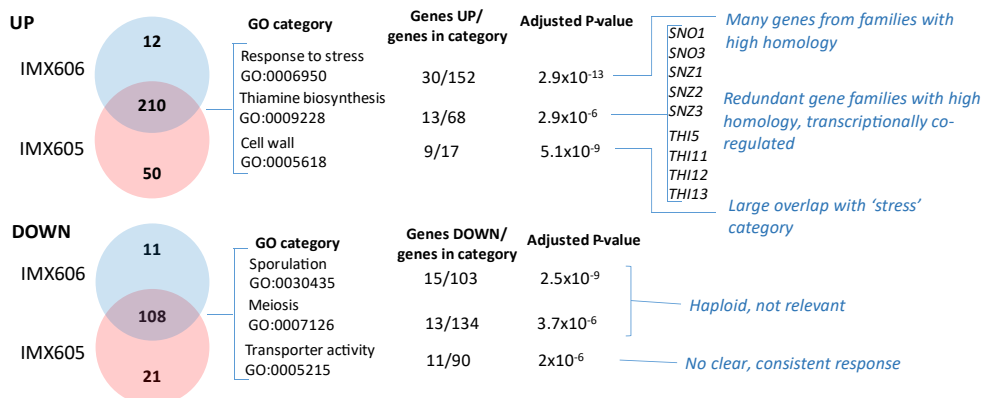 UP
IMX606
12
210
IMX605
50
GO category
Genes UP/
genes in category
Adjusted P-value
Response to stress
GO:0006950
30/152
2.9x10-13
Thiamine biosynthesis
GO:0009228
13/68
2.9x10-6
Cell wall
GO:0005618
9/17
5.1x10-9
SNO1
SNO3
SNZ1
SNZ2
SNZ3
THI5
THI11
THI12
THI13
Many genes from families with
high homology
Redundant gene families with high
homology, transcriptionally co-
regulated
Large overlap with ‘stress’
category
DOWN
IMX606
11
108
IMX605
21
GO category
Genes DOWN/
genes in category
Adjusted P-value
Sporulation
GO:0030435
15/103
2.5x10-9
Meiosis
GO:0007126
13/134
3.7x10-6
Transporter activity
GO:0005215
11/90
2x10-6
Haploid, not relevant
No clear, consistent response